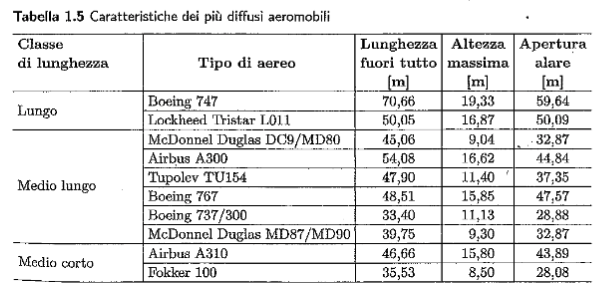 Tabella 1.5 Caratteristiche dei più diffusi aeromobili
Classe di lunghezza Tipo di aereo Lunghezza fuori tutto [m] Altezza massima [m] Apertura alare [m]
Lungo Boeing 747 70,66 19,33 59,64
Lockheed Tristar L011 50,05 16,87 50,09
Medio lungo McDonnel Duglas DC9/MD80 45,06 9,04 32,87
Airbus A300 54,08 16,62 44,84
Tupolev TU154 47,90 11,40 37,35
Boeing 767 48,51 15,85 47,57
Boeing 737/300 33,40 11,13 28,88
McDonnel Duglas MD87/MD90 39,75 9,30 32,87
Medio corto Airbus A310 46,66 15,80 43,89
Fokker 100 35,53 8,50 28,08